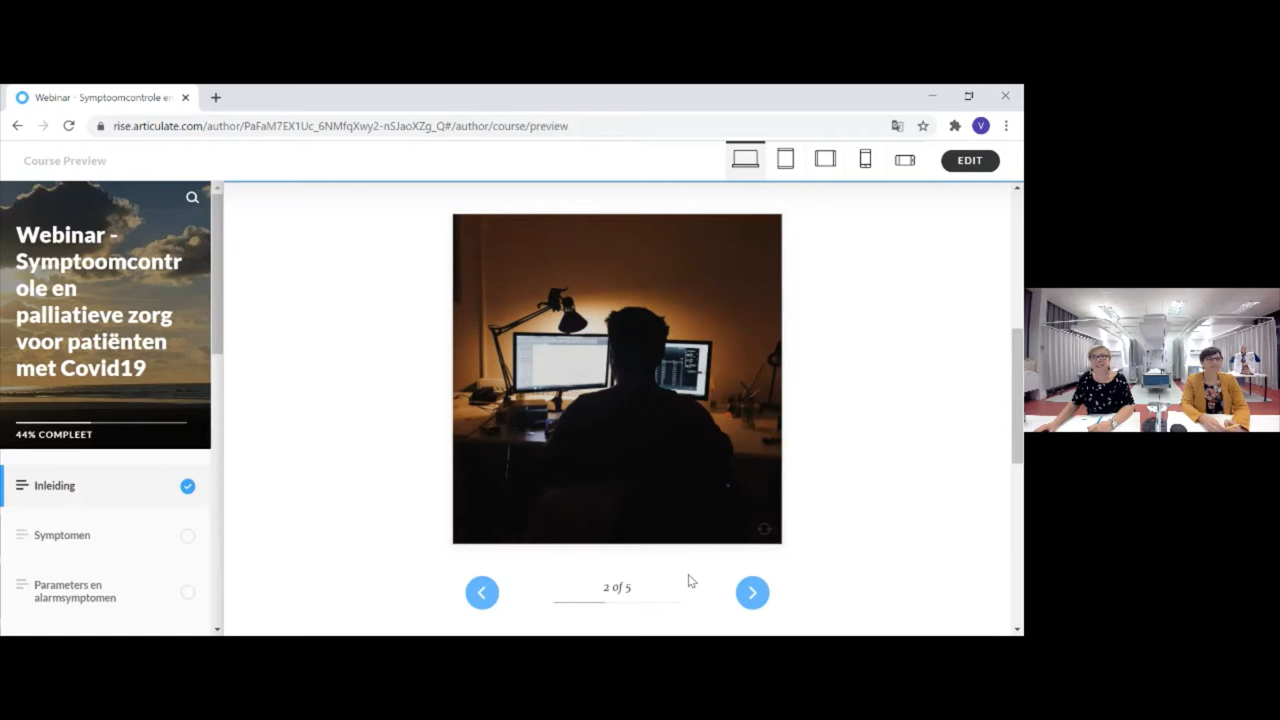 Webinar - Symptoomcontrole en
rise.articulate.com/author/PaFaM7EX1Uc_6NMfqXwy2-nSJaoXZg_Q#/author/course/preview
V
Course Preview
EDIT
Webinar -
Symptoomcontr
ole en
palliatieve zorg
voor patiënten
met Covid19
44% COMPLEET
Inleiding
Symptomen
Parameters en
alarmsymptomen
2 of 5